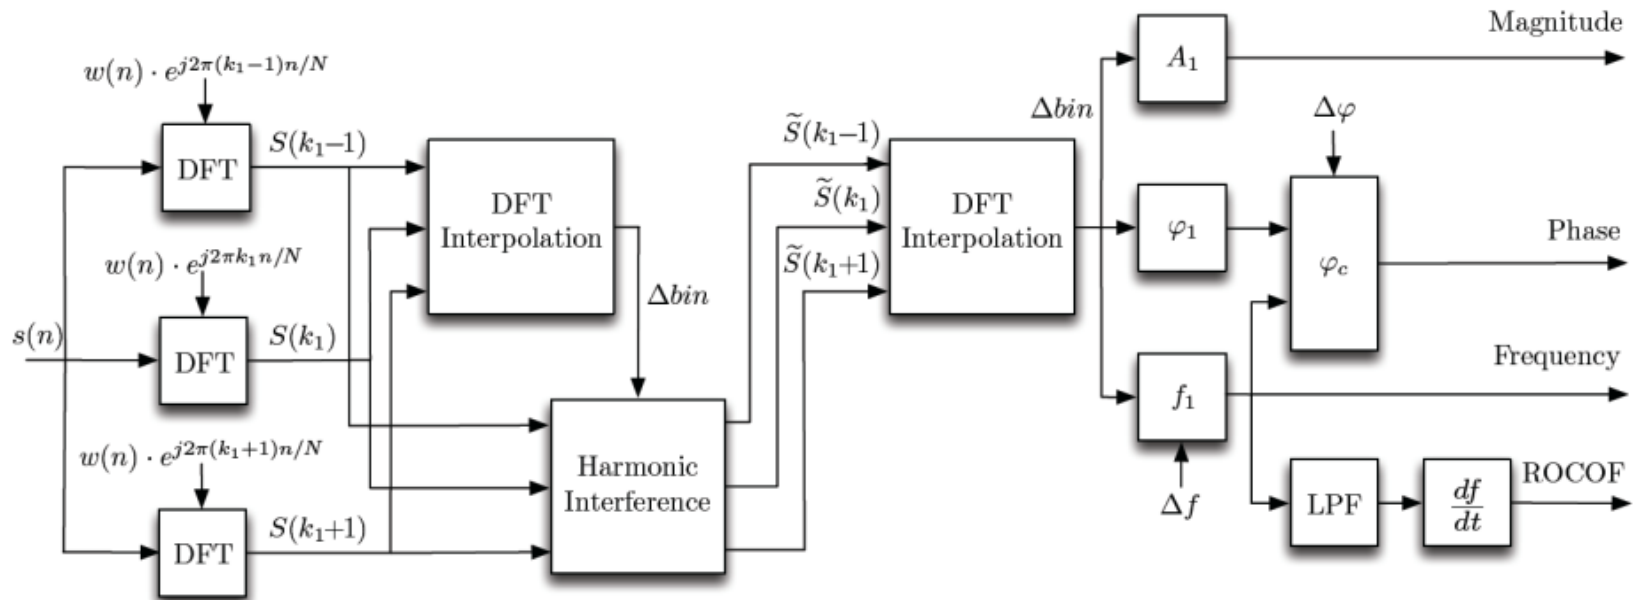 w(n) · e^{j2π(k₁−1)n/N}
DFT
S(k₁−1)
w(n) · e^{j2πk₁n/N}
s(n)
DFT
S(k₁)
w(n) · e^{j2π(k₁+1)n/N}
DFT
S(k₁+1)
DFT
Interpolation
Δbin
Harmonic
Interference
S̃(k₁−1)
S̃(k₁)
S̃(k₁+1)
DFT
Interpolation
Δbin
A₁
Magnitude
φ₁
Δφ
φ_c
Phase
f₁
Δf
Frequency
LPF
df
dt
ROCOF